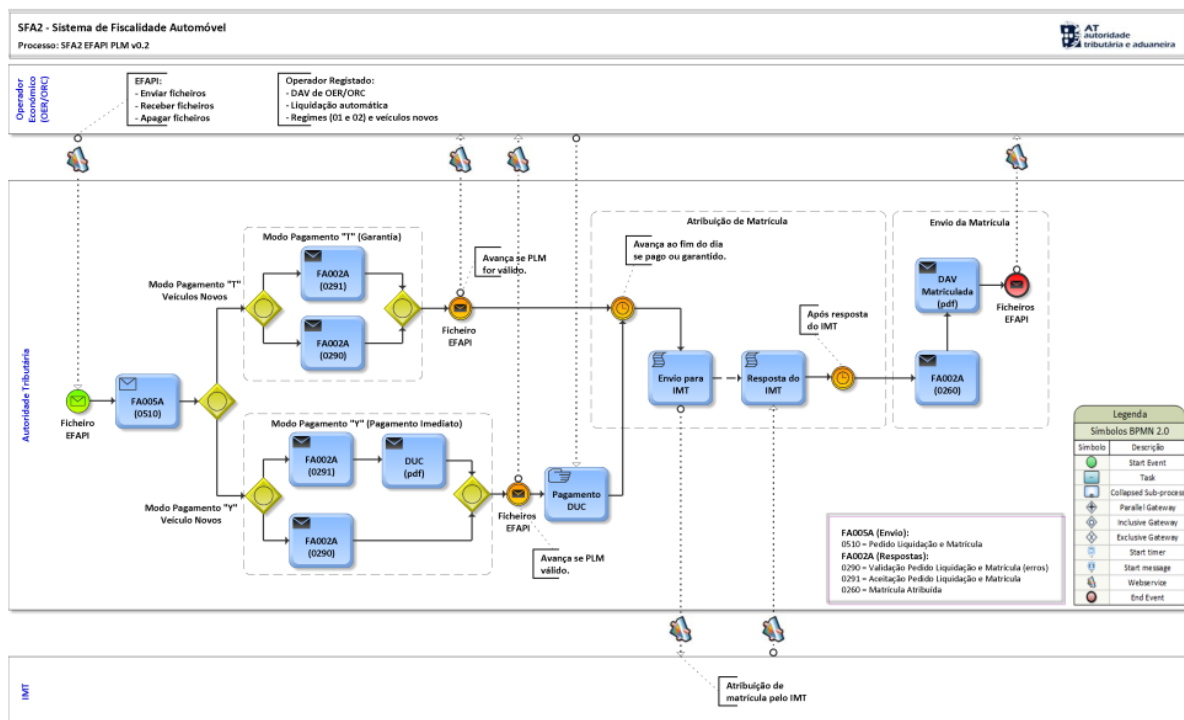 SFA2 - Sistema de Fiscalidade Automóvel
Processo: SFA2 EFAPI PLM v0.2
AT
autoridade
tributária e aduaneira
Operador
Económico
(OER/ORC)
EFAPI:
- Enviar ficheiros
- Receber ficheiros
- Apagar ficheiros
Operador Registado:
- DAV de OER/ORC
- Liquidação automática
- Regimes (01 e 02) e veículos novos
Autoridade Tributária
Ficheiro
EFAPI
FA005A
(0510)
Modo Pagamento "T"
Veículos Novos
Modo Pagamento "T" (Garantia)
FA002A
(0291)
FA002A
(0290)
Avança se PLM
for válido.
Ficheiro
EFAPI
Modo Pagamento "Y"
Veículo Novos
Modo Pagamento "Y" (Pagamento Imediato)
FA002A
(0291)
DUC
(pdf)
FA002A
(0290)
Ficheiros
EFAPI
Avança se PLM
válido.
Pagamento
DUC
Atribuição de Matrícula
Avança ao fim do dia
se pago ou garantido.
Envio para
IMT
Resposta do
IMT
Após resposta
do IMT
Envio da Matrícula
DAV
Matriculada
(pdf)
Ficheiros
EFAPI
FA002A
(0260)
FA005A (Envio):
0510 = Pedido Liquidação e Matrícula
FA002A (Respostas):
0290 = Validação Pedido Liquidação e Matrícula (erros)
0291 = Aceitação Pedido Liquidação e Matrícula
0260 = Matrícula Atribuída
Legenda
Símbolos BPMN 2.0
Símbolo Descrição
Start Event
Task
Collapsed Sub-process
Parallel Gateway
Inclusive Gateway
Exclusive Gateway
Start timer
Start message
Webservice
End Event
IMT
Atribuição de
matrícula pelo IMT